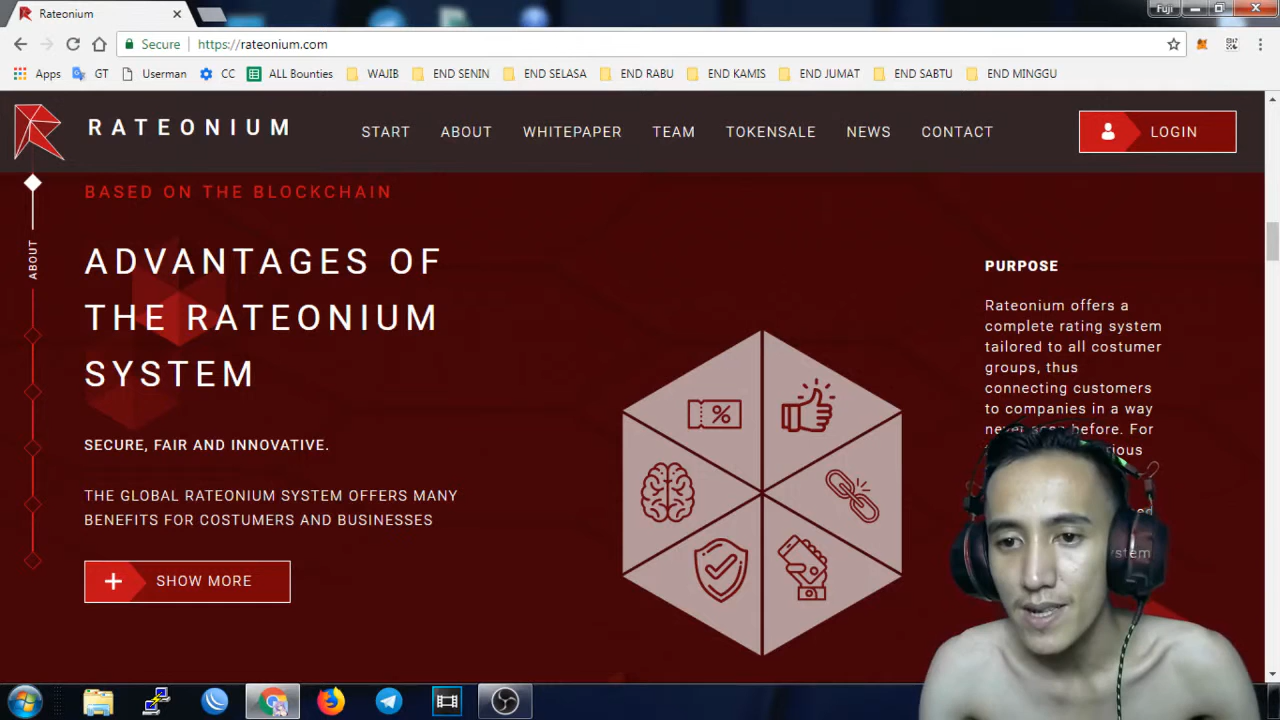 Rateonium
Fuji
Secure
https://rateonium.com
Apps GT Userman CC ALL Bounties WAJIB END SENIN END SELASA END RABU END KAMIS END JUMAT END SABTU END MINGGU
RATEONIUM
START ABOUT WHITEPAPER TEAM TOKENSALE NEWS CONTACT
LOGIN
ABOUT
BASED ON THE BLOCKCHAIN
ADVANTAGES OF
THE RATEONIUM
SYSTEM
SECURE, FAIR AND INNOVATIVE.
THE GLOBAL RATEONIUM SYSTEM OFFERS MANY
BENEFITS FOR COSTUMERS AND BUSINESSES
SHOW MORE
%
PURPOSE
Rateonium offers a
complete rating system
tailored to all costumer
groups, thus
connecting customers
to companies in a way
never seen before. For